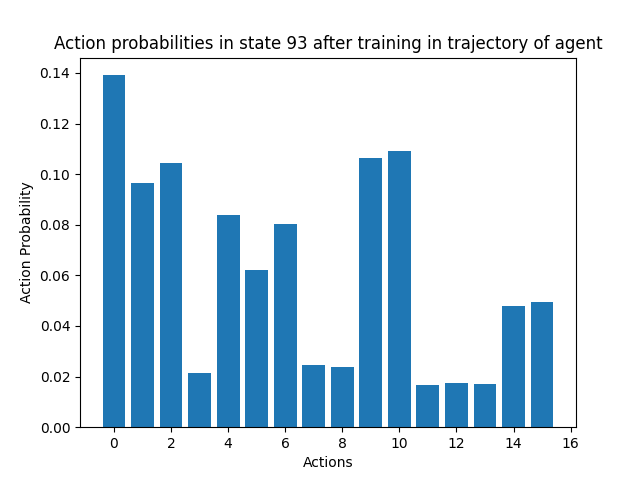 Action probabilities in state 93 after training in trajectory of agent
0.14
0.12
0.10
0.08
0.06
0.04
0.02
0.00
Action Probability
0 2 4 6 8 10 12 14 16
Actions